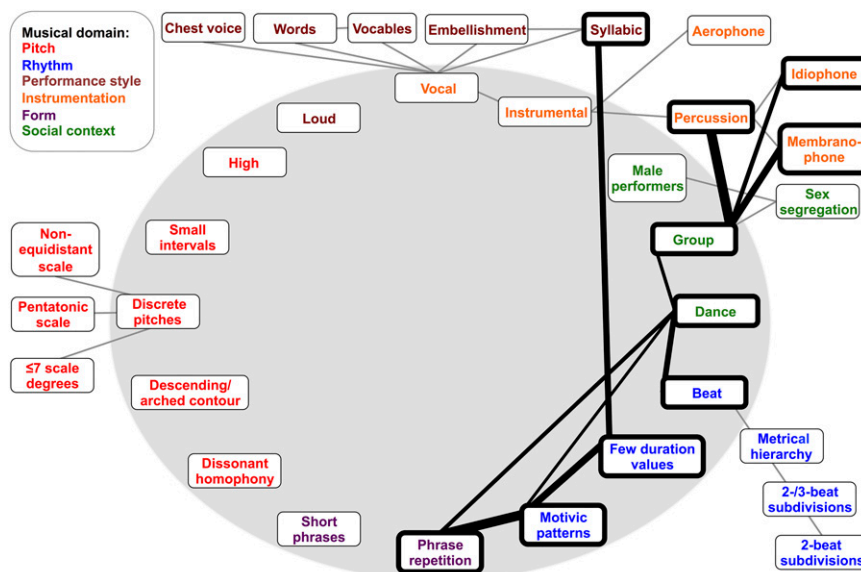 Musical domain:
Pitch
Rhythm
Performance style
Instrumentation
Form
Social context
Chest voice
Words
Vocables
Embellishment
Syllabic
Aerophone
Vocal
Instrumental
Idiophone
Percussion
Membrano-
phone
Loud
High
Male
performers
Sex
segregation
Small
intervals
Group
Non-
equidistant
scale
Pentatonic
scale
Discrete
pitches
Dance
≤7 scale
degrees
Descending/
arched contour
Beat
Metrical
hierarchy
Few duration
values
Dissonant
homophony
2-/3-beat
subdivisions
Short
phrases
Motivic
patterns
Phrase
repetition
2-beat
subdivisions